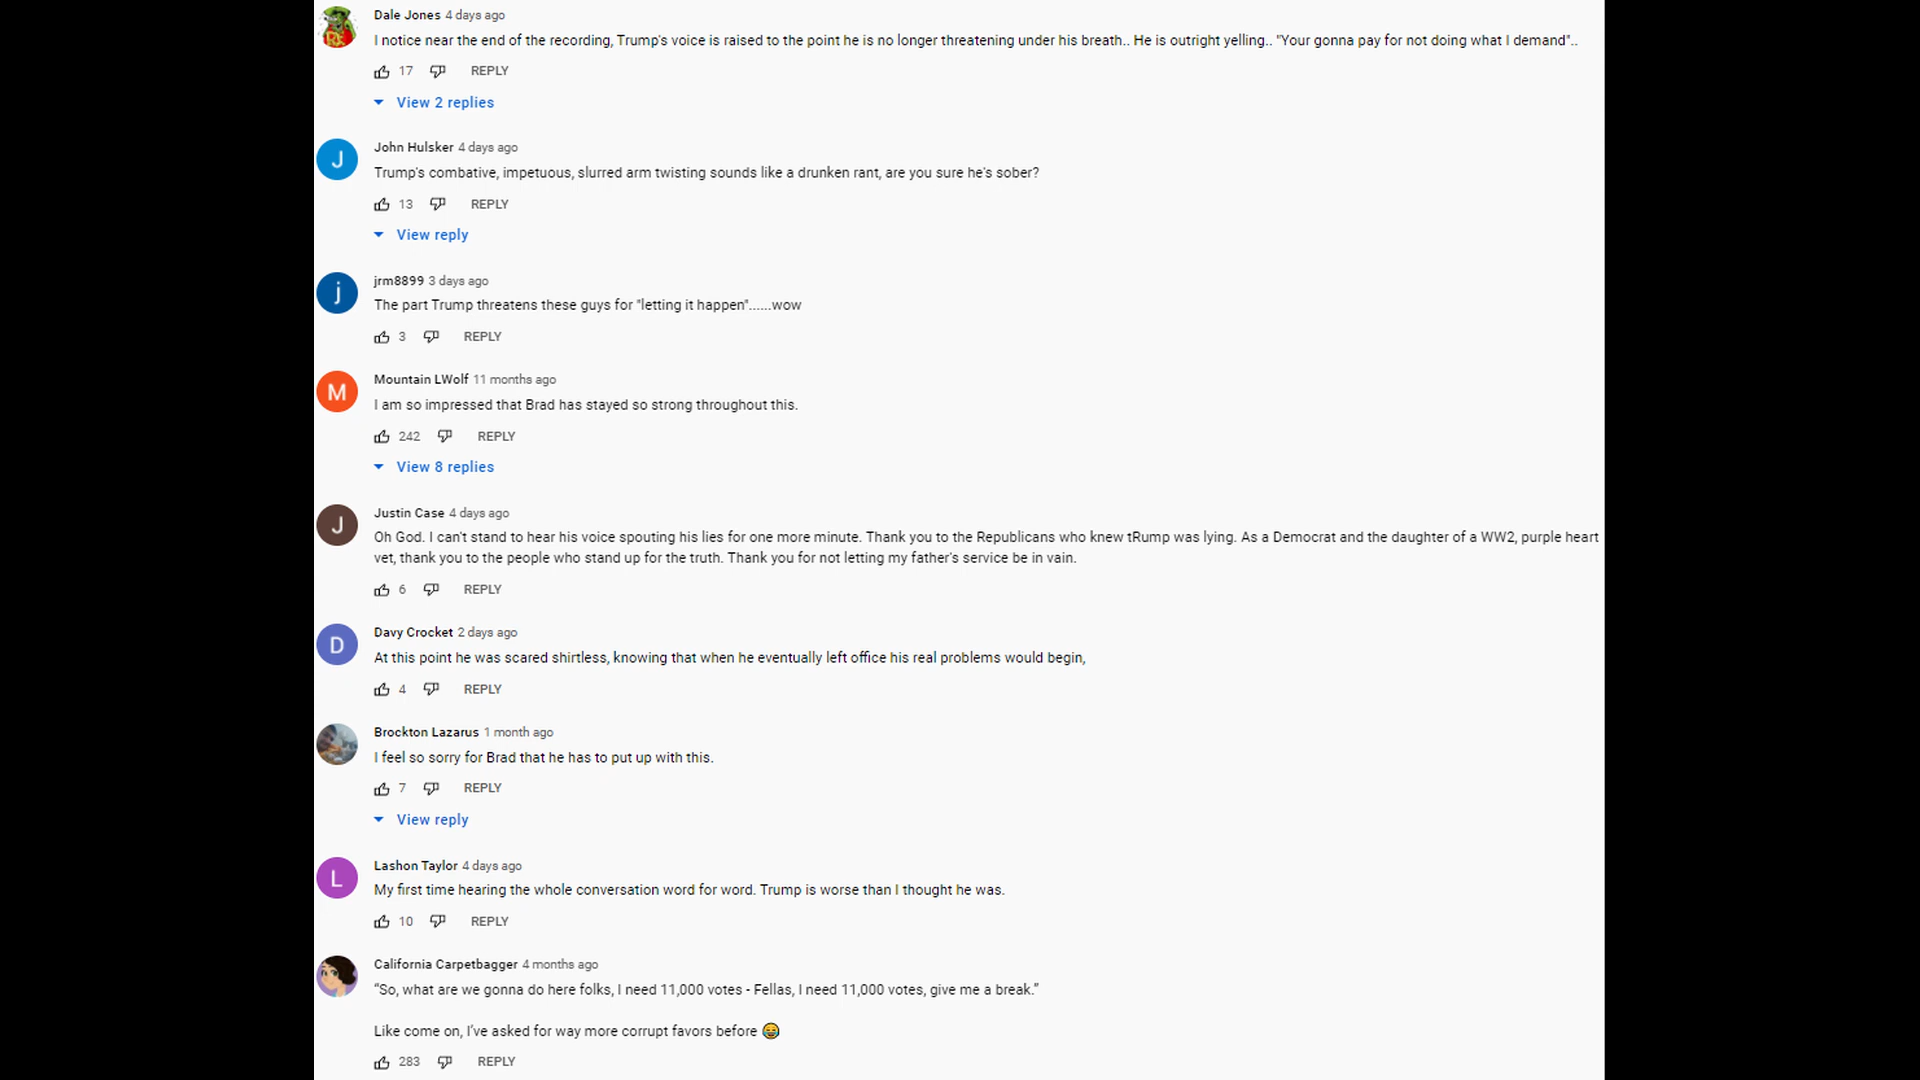 Dale Jones 4 days ago
I notice near the end of the recording, Trump's voice is raised to the point he is no longer threatening under his breath.. He is outright yelling.. "Your gonna pay for not doing what I demand"..
17 REPLY
View 2 replies
J
John Hulsker 4 days ago
Trump's combative, impetuous, slurred arm twisting sounds like a drunken rant, are you sure he's sober?
13 REPLY
View reply
j
jrm8899 3 days ago
The part Trump threatens these guys for "letting it happen"......wow
3 REPLY
M
Mountain LWolf 11 months ago
I am so impressed that Brad has stayed so strong throughout this.
242 REPLY
View 8 replies
J
Justin Case 4 days ago
Oh God. I can't stand to hear his voice spouting his lies for one more minute. Thank you to the Republicans who knew tRump was lying. As a Democrat and the daughter of a WW2, purple heart
vet, thank you to the people who stand up for the truth. Thank you for not letting my father's service be in vain.
6 REPLY
D
Davy Crocket 2 days ago
At this point he was scared shirtless, knowing that when he eventually left office his real problems would begin,
4 REPLY
Brockton Lazarus 1 month ago
I feel so sorry for Brad that he has to put up with this.
7 REPLY
View reply
L
Lashon Taylor 4 days ago
My first time hearing the whole conversation word for word. Trump is worse than I thought he was.
10 REPLY
California Carpetbagger 4 months ago
“So, what are we gonna do here folks, I need 11,000 votes - Fellas, I need 11,000 votes, give me a break.”
Like come on, I’ve asked for way more corrupt favors before 😂
283 REPLY